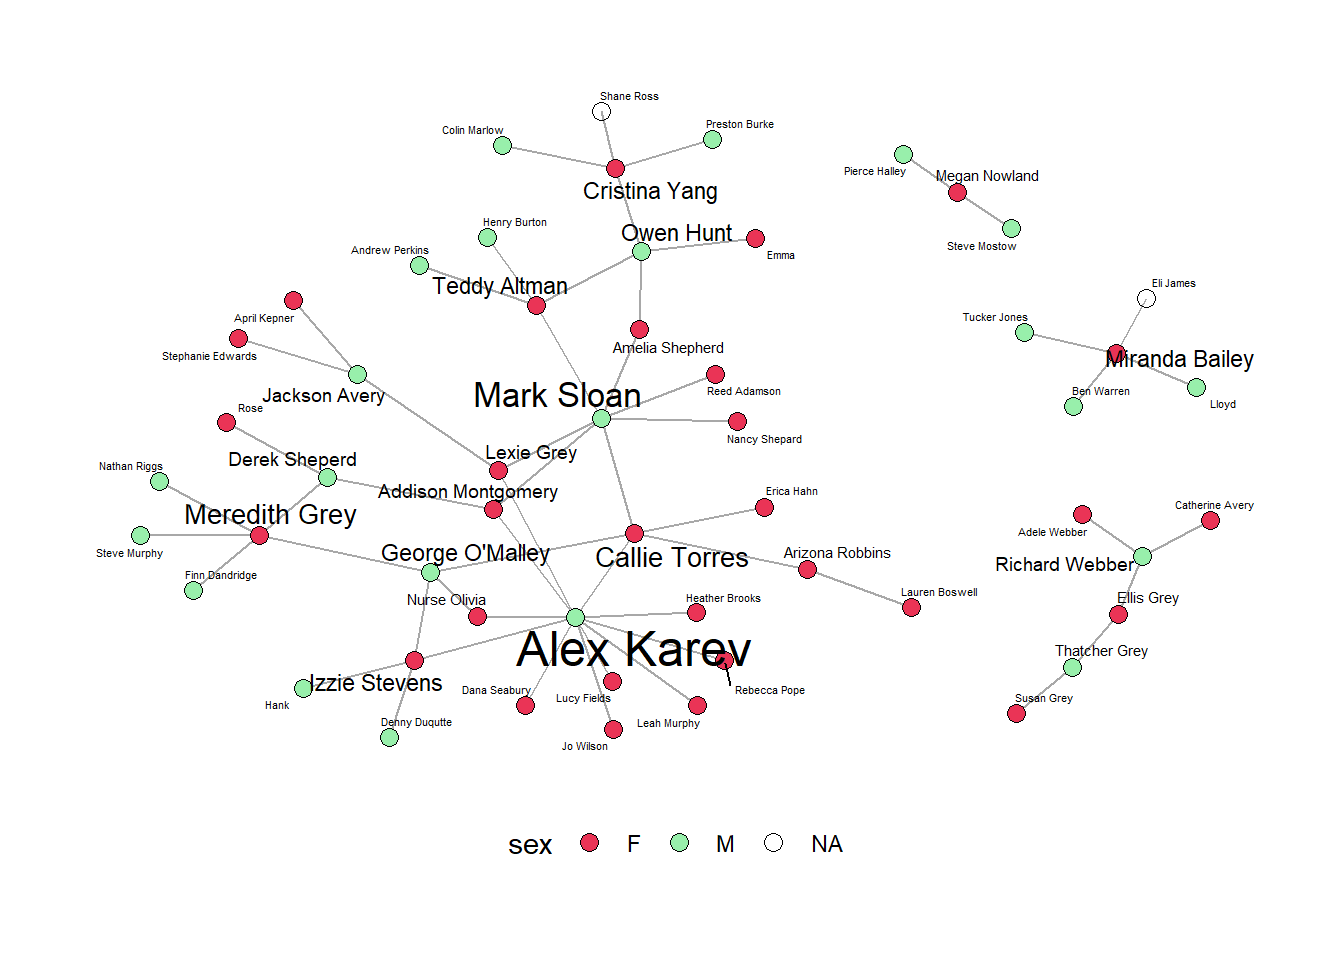 Shane Ross
Colin Marlow
Preston Burke
Pierce Halley
Megan Nowland
Cristina Yang
Henry Burton
Owen Hunt
Steve Mostow
Andrew Perkins
Emma
Teddy Altman
Eli James
April Kepner
Tucker Jones
Stephanie Edwards
Amelia Shepherd
Miranda Bailey
Jackson Avery
Mark Sloan
Reed Adamson
Ben Warren
Lloyd
Rose
Nancy Shepard
Derek Sheperd
Lexie Grey
Nathan Riggs
Addison Montgomery
Erica Hahn
Catherine Avery
Meredith Grey
Adele Webber
Steve Murphy
George O'Malley
Callie Torres
Arizona Robbins
Richard Webber
Finn Dandridge
Nurse Olivia
Heather Brooks
Lauren Boswell
Ellis Grey
Alex Karev
Thatcher Grey
Izzie Stevens
Dana Seabury
Lucy Fields
Rebecca Pope
Susan Grey
Hank
Denny Duqutte
Leah Murphy
Jo Wilson
sex F M NA